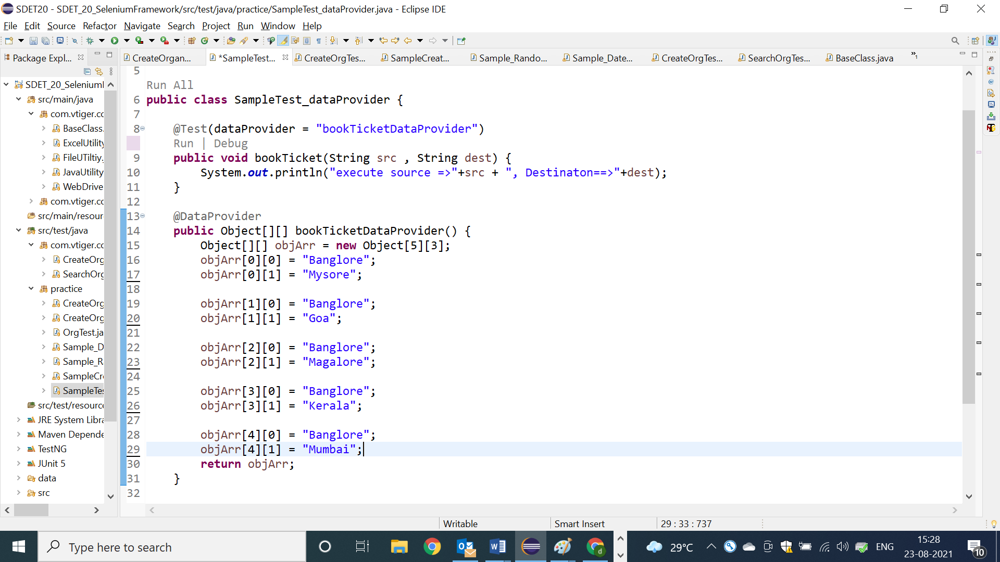 SDET20 - SDET_20_SeleniumFramework/src/test/java/practice/SampleTest_dataProvider.java - Eclipse IDE
File Edit Source Refactor Navigate Search Project Run Window Help
Package Expl...
CreateOrgan... *SampleTest... CreateOrgTes... SampleCreat... Sample_Rando... Sample_Date... CreateOrgTes... SearchOrgTes... BaseClass.java »1
SDET_20_Selenium
src/main/java
com.vtiger.cc
BaseClass.
ExcelUtility
FileUTiltiy.
JavaUtility
WebDrive
com.vtiger.cc
src/main/resour
src/test/java
com.vtiger.cc
CreateOrg
SearchOrg
practice
CreateOrg
CreateOrg
OrgTest.ja
Sample_D
Sample_R
SampleCr
SampleTes
src/test/resource
JRE System Libra
Maven Depende
TestNG
JUnit 5
data
src
5
Run All
6 public class SampleTest_dataProvider {
7
8 @Test(dataProvider = "bookTicketDataProvider")
Run | Debug
9 public void bookTicket(String src , String dest) {
10 System.out.println("execute source =>"+src + ", Destinaton==>"+dest);
11 }
12
13 @DataProvider
14 public Object[][] bookTicketDataProvider() {
15 Object[][] objArr = new Object[5][3];
16 objArr[0][0] = "Banglore";
17 objArr[0][1] = "Mysore";
18
19 objArr[1][0] = "Banglore";
20 objArr[1][1] = "Goa";
21
22 objArr[2][0] = "Banglore";
23 objArr[2][1] = "Magalore";
24
25 objArr[3][0] = "Banglore";
26 objArr[3][1] = "Kerala";
27
28 objArr[4][0] = "Banglore";
29 objArr[4][1] = "Mumbai";
30 return objArr;
31 }
32
Writable Smart Insert 29 : 33 : 737
Type here to search
29°C
ENG
15:28
23-08-2021
10